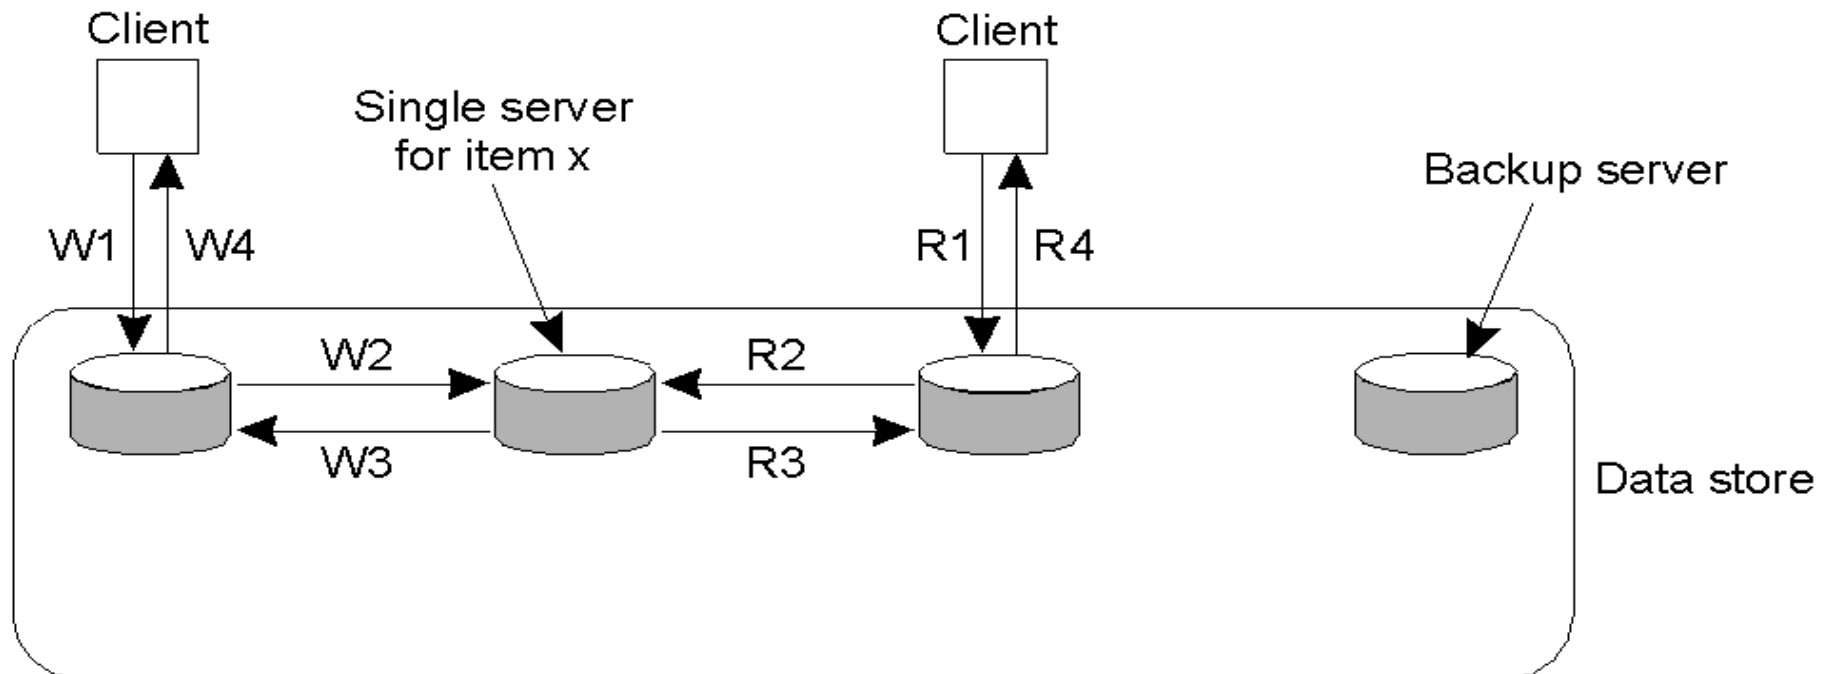 Client
Client
Single server
for item x
Backup server
W1
W4
R1
R4
W2
R2
W3
R3
Data store